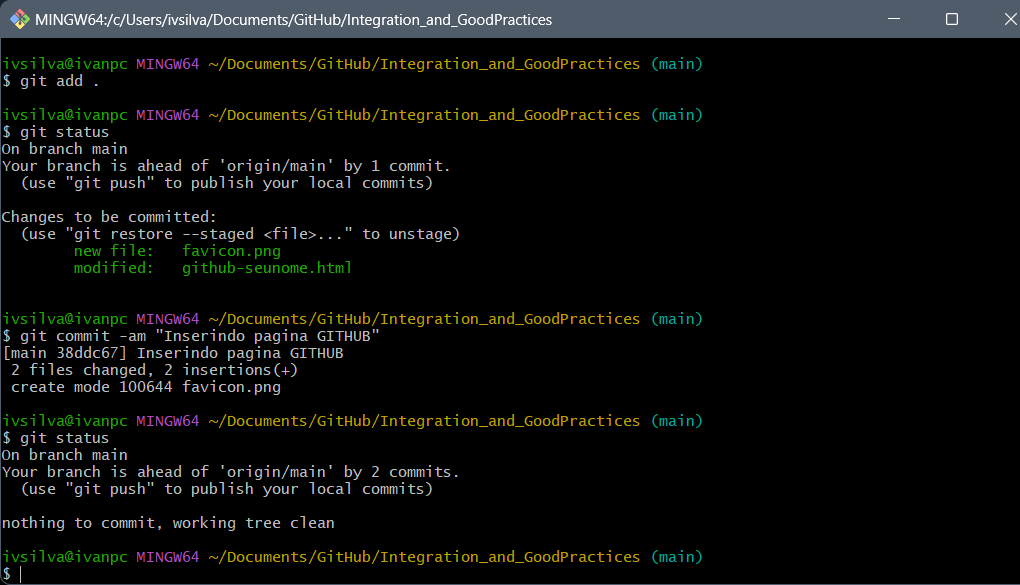 MINGW64:/c/Users/ivsilva/Documents/GitHub/Integration_and_GoodPractices
ivsilva@ivanpc MINGW64 ~/Documents/GitHub/Integration_and_GoodPractices (main)
$ git add .
ivsilva@ivanpc MINGW64 ~/Documents/GitHub/Integration_and_GoodPractices (main)
$ git status
On branch main
Your branch is ahead of 'origin/main' by 1 commit.
  (use "git push" to publish your local commits)
Changes to be committed:
  (use "git restore --staged <file>..." to unstage)
        new file:   favicon.png
        modified:   github-seunome.html
ivsilva@ivanpc MINGW64 ~/Documents/GitHub/Integration_and_GoodPractices (main)
$ git commit -am "Inserindo pagina GITHUB"
[main 38ddc67] Inserindo pagina GITHUB
 2 files changed, 2 insertions(+)
 create mode 100644 favicon.png
ivsilva@ivanpc MINGW64 ~/Documents/GitHub/Integration_and_GoodPractices (main)
$ git status
On branch main
Your branch is ahead of 'origin/main' by 2 commits.
  (use "git push" to publish your local commits)
nothing to commit, working tree clean
ivsilva@ivanpc MINGW64 ~/Documents/GitHub/Integration_and_GoodPractices (main)
$